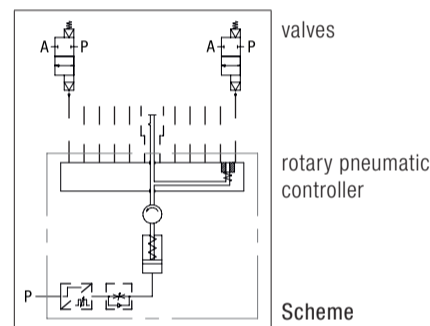 valves
A P
A P
rotary pneumatic
controller
P
Scheme